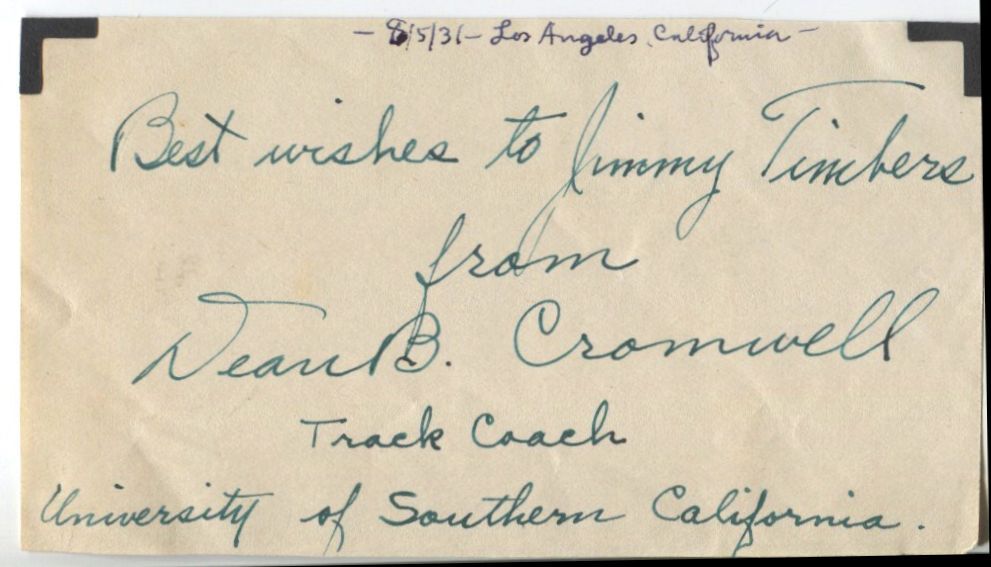 - 8/5/31 - Los Angeles, California -
Best wishes to Jimmy Timbers
from
Dean B. Cromwell
Track Coach
University of Southern California.